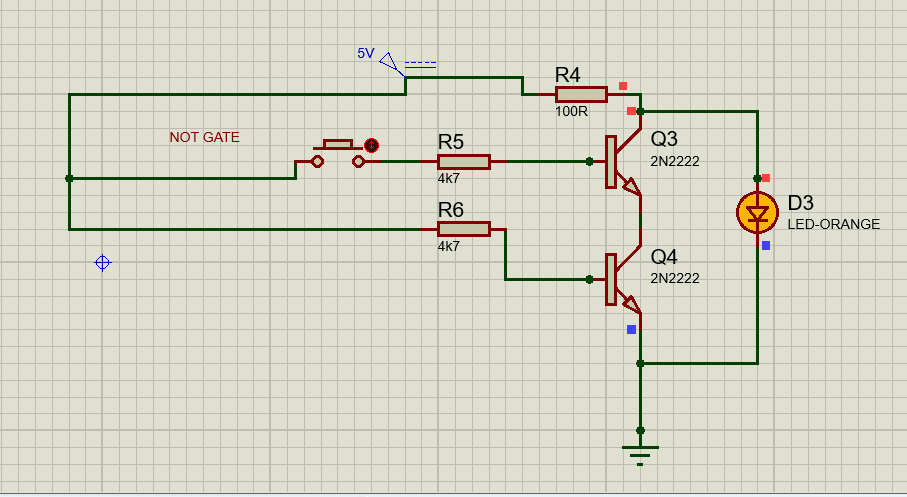 5V
R4
100R
NOT GATE
R5
4k7
Q3
2N2222
R6
4k7
D3
LED-ORANGE
Q4
2N2222